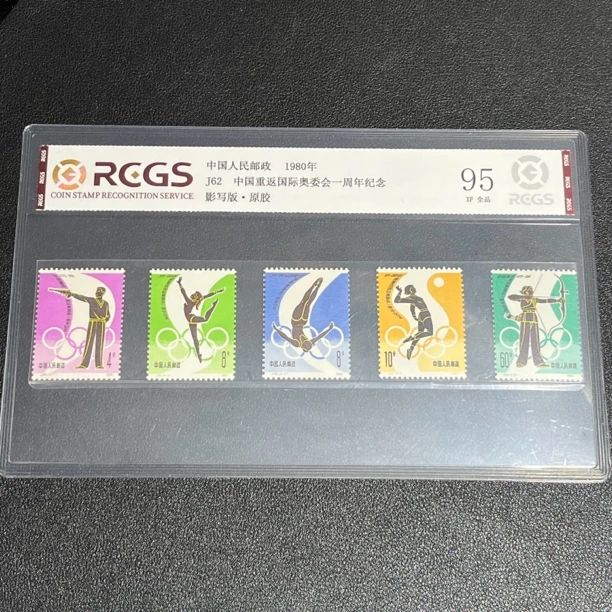 RCGS
COIN STAMP RECOGNITION SERVICE
中国人民邮政 1980年
J62 中国重返国际奥委会一周年纪念
影写版·原胶
95
XF 全品
RCGS
4分
中国人民邮政
8分
中国人民邮政
8分
中国人民邮政
10分
中国人民邮政
60分
中国人民邮政